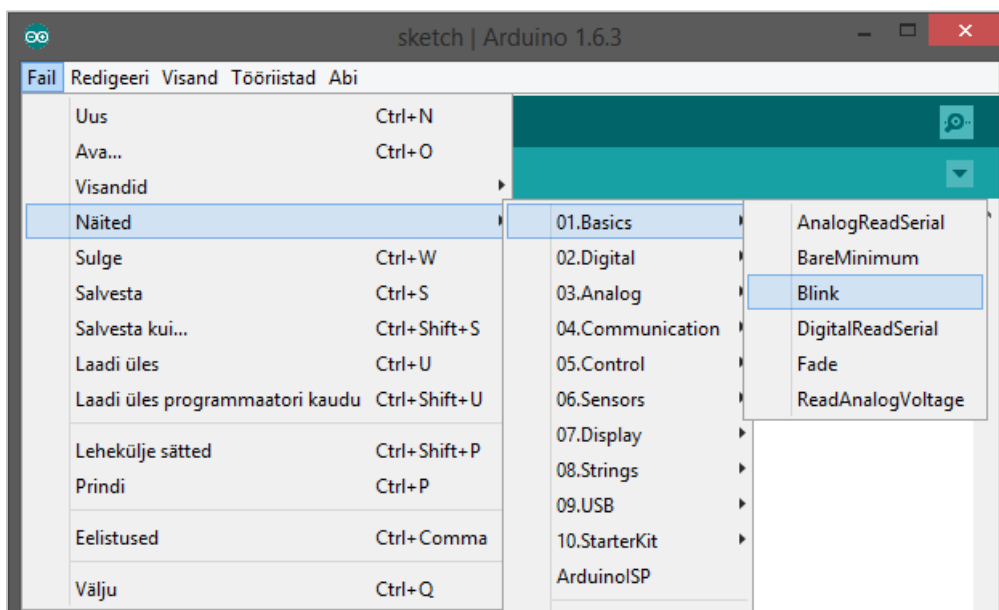 sketch | Arduino 1.6.3
Fail Redigeeri Visand Tööriistad Abi
Uus Ctrl+N
Ava... Ctrl+O
Visandid
Näited
Sulge Ctrl+W
Salvesta Ctrl+S
Salvesta kui... Ctrl+Shift+S
Laadi üles Ctrl+U
Laadi üles programmaatori kaudu Ctrl+Shift+U
Lehekülje sätted Ctrl+Shift+P
Prindi Ctrl+P
Eelistused Ctrl+Comma
Välju Ctrl+Q
01.Basics
02.Digital
03.Analog
04.Communication
05.Control
06.Sensors
07.Display
08.Strings
09.USB
10.StarterKit
ArduinoISP
AnalogReadSerial
BareMinimum
Blink
DigitalReadSerial
Fade
ReadAnalogVoltage